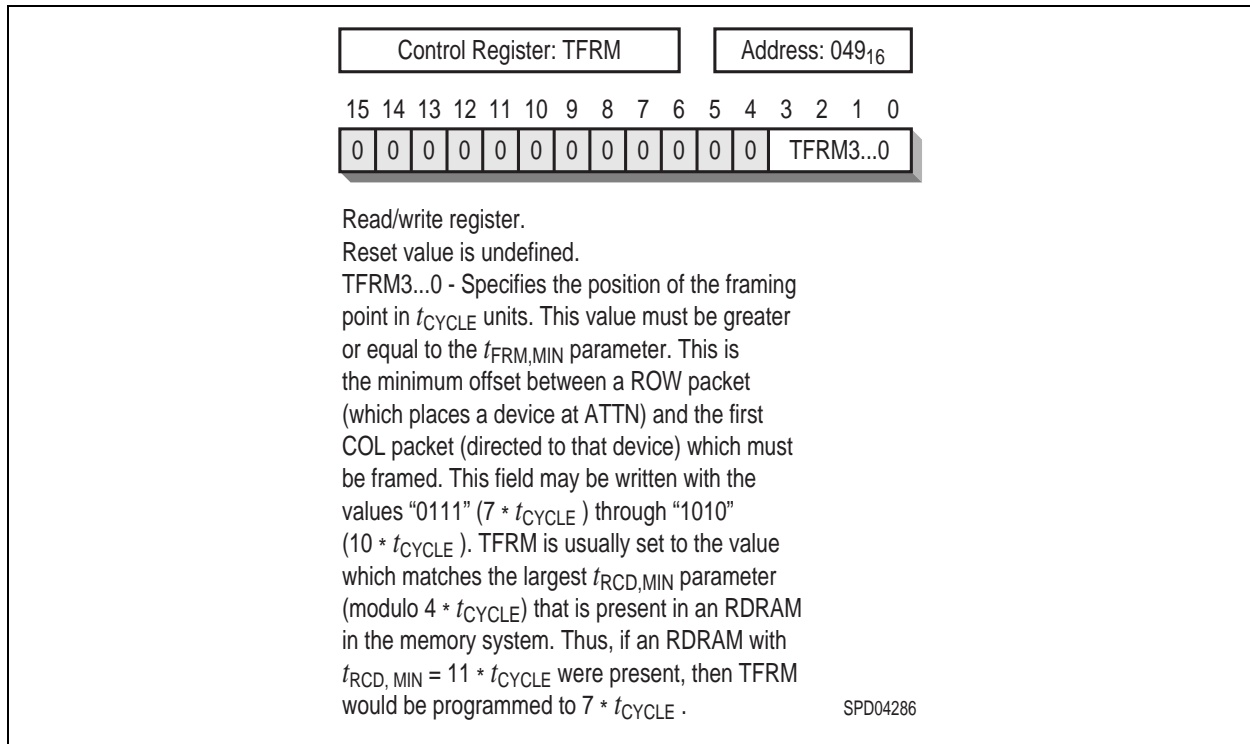 Control Register: TFRM Address: 049₁₆
15 14 13 12 11 10 9 8 7 6 5 4 3 2 1 0
0 0 0 0 0 0 0 0 0 0 0 0 TFRM3...0
Read/write register.
Reset value is undefined.
TFRM3...0 - Specifies the position of the framing
point in tCYCLE units. This value must be greater
or equal to the tFRM,MIN parameter. This is
the minimum offset between a ROW packet
(which places a device at ATTN) and the first
COL packet (directed to that device) which must
be framed. This field may be written with the
values “0111” (7 * tCYCLE ) through “1010”
(10 * tCYCLE ). TFRM is usually set to the value
which matches the largest tRCD,MIN parameter
(modulo 4 * tCYCLE) that is present in an RDRAM
in the memory system. Thus, if an RDRAM with
tRCD, MIN = 11 * tCYCLE were present, then TFRM
would be programmed to 7 * tCYCLE . SPD04286